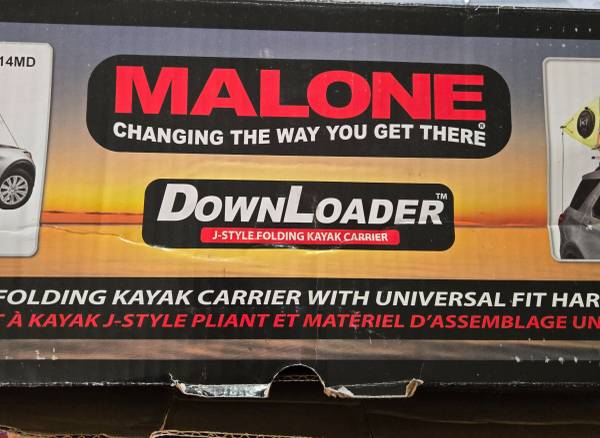 14MD
MALONE
CHANGING THE WAY YOU GET THERE®
DOWNLOADER™
J-STYLE FOLDING KAYAK CARRIER
FOLDING KAYAK CARRIER WITH UNIVERSAL FIT HAR
À KAYAK J-STYLE PLIANT ET MATÉRIEL D'ASSEMBLAGE UN